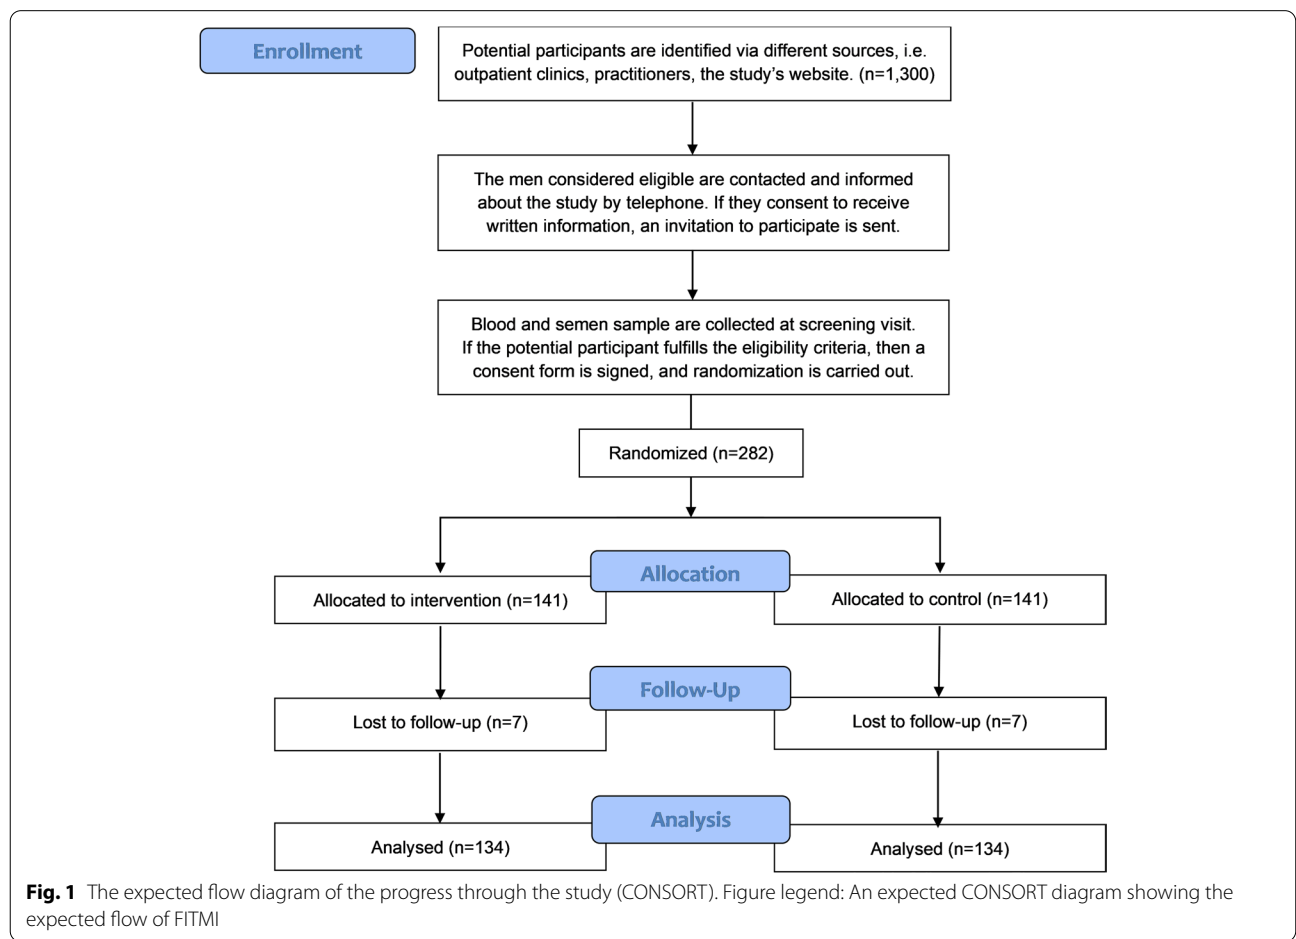 Enrollment
Potential participants are identified via different sources, i.e.
outpatient clinics, practitioners, the study’s website. (n=1,300)
The men considered eligible are contacted and informed
about the study by telephone. If they consent to receive
written information, an invitation to participate is sent.
Blood and semen sample are collected at screening visit.
If the potential participant fulfills the eligibility criteria, then a
consent form is signed, and randomization is carried out.
Randomized (n=282)
Allocation
Allocated to intervention (n=141)
Allocated to control (n=141)
Follow-Up
Lost to follow-up (n=7)
Lost to follow-up (n=7)
Analysis
Analysed (n=134)
Analysed (n=134)
Fig. 1 The expected flow diagram of the progress through the study (CONSORT). Figure legend: An expected CONSORT diagram showing the
expected flow of FITMI